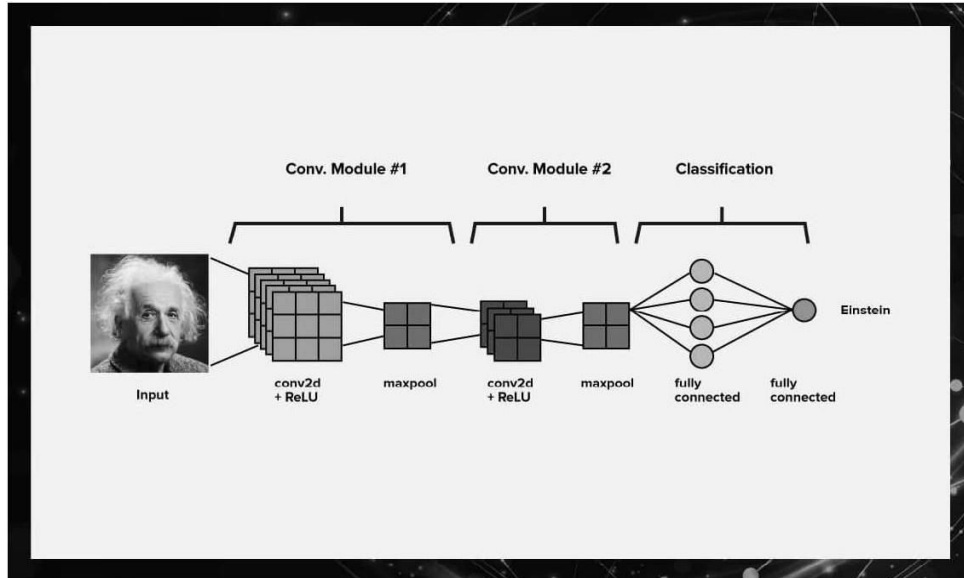 Conv. Module #1
Conv. Module #2
Classification
Einstein
Input
conv2d
+ ReLU
maxpool
conv2d
+ ReLU
maxpool
fully
connected
fully
connected